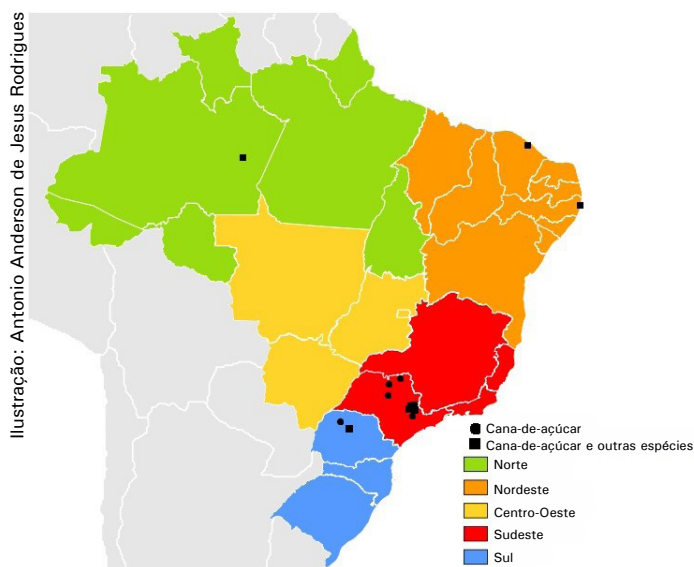 Ilustração: Antonio Anderson de Jesus Rodrigues
Cana-de-açúcar
Cana-de-açúcar e outras espécies
Norte
Nordeste
Centro-Oeste
Sudeste
Sul